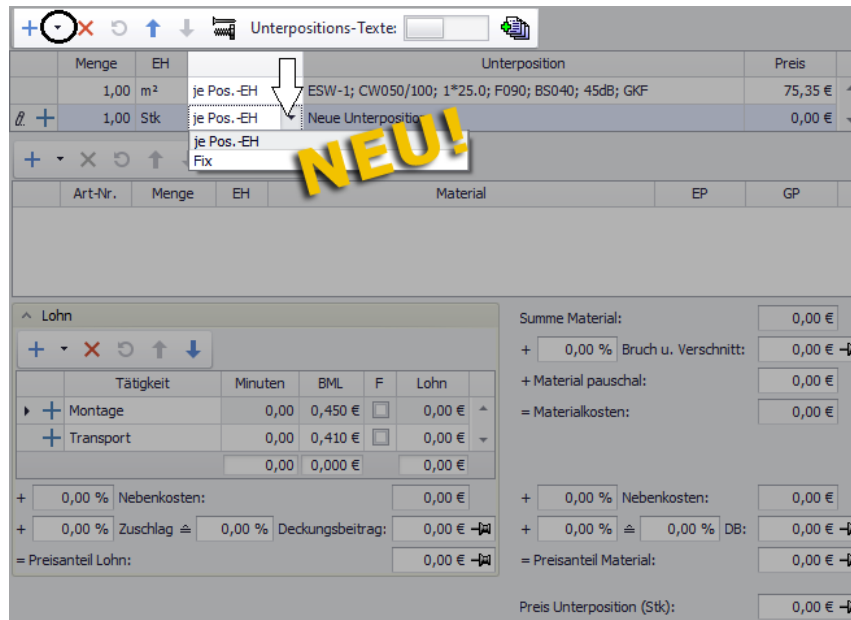 Unterpositions-Texte:
Menge EH Unterposition Preis
1,00 m² je Pos.-EH ESW-1; CW050/100; 1*25.0; F090; BS040; 45dB; GKF 75,35 €
1,00 Stk je Pos.-EH Neue Unterposition 0,00 €
je Pos.-EH
Fix
NEU!
Art-Nr. Menge EH Material EP GP
Lohn
Summe Material: 0,00 €
+ 0,00 % Bruch u. Verschnitt: 0,00 €
+ Material pauschal: 0,00 €
= Materialkosten: 0,00 €
Tätigkeit Minuten BML F Lohn
Montage 0,00 0,450 € 0,00 €
Transport 0,00 0,410 € 0,00 €
0,00 0,000 € 0,00 €
+ 0,00 % Nebenkosten: 0,00 €
+ 0,00 % Zuschlag ≙ 0,00 % Deckungsbeitrag: 0,00 €
= Preisanteil Lohn: 0,00 €
+ 0,00 % Nebenkosten: 0,00 €
+ 0,00 % ≙ 0,00 % DB: 0,00 €
= Preisanteil Material: 0,00 €
Preis Unterposition (Stk): 0,00 €